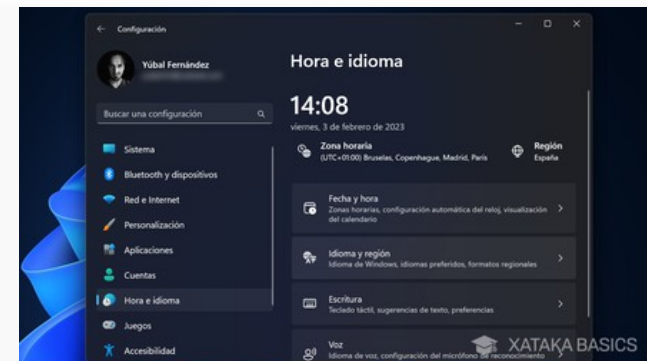 Configuración
Yúbal Fernández
Buscar una configuración
Sistema
Bluetooth y dispositivos
Red e Internet
Personalización
Aplicaciones
Cuentas
Hora e idioma
Juegos
Accesibilidad
Hora e idioma
14:08
viernes, 3 de febrero de 2023
Zona horaria
(UTC+01:00) Bruselas, Copenhague, Madrid, París
Región
España
Fecha y hora
Zonas horarias, configuración automática del reloj, visualización
del calendario
Idioma y región
Idioma de Windows, idiomas preferidos, formatos regionales
Escritura
Teclado táctil, sugerencias de texto, preferencias
Voz
Idioma de voz, configuración del micrófono de reconocimiento
XATAKA BASICS